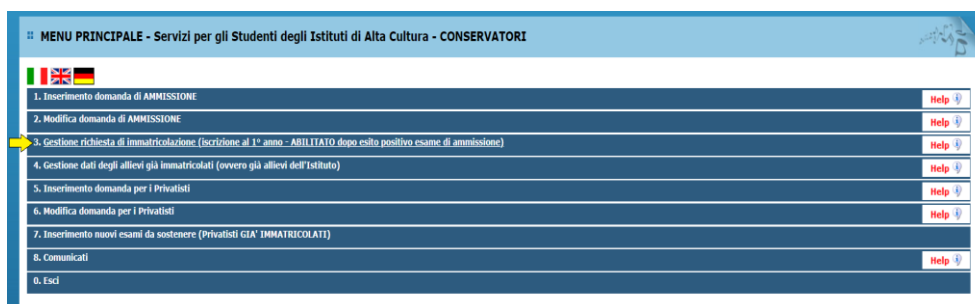 MENU PRINCIPALE - Servizi per gli Studenti degli Istituti di Alta Cultura - CONSERVATORI
1. Inserimento domanda di AMMISSIONE
Help
2. Modifica domanda di AMMISSIONE
Help
3. Gestione richiesta di immatricolazione (iscrizione al 1° anno - ABILITATO dopo esito positivo esame di ammissione)
Help
4. Gestione dati degli allievi già immatricolati (ovvero già allievi dell'Istituto)
Help
5. Inserimento domanda per i Privatisti
Help
6. Modifica domanda per i Privatisti
Help
7. Inserimento nuovi esami da sostenere (Privatisti GIA' IMMATRICOLATI)
8. Comunicati
Help
0. Esci